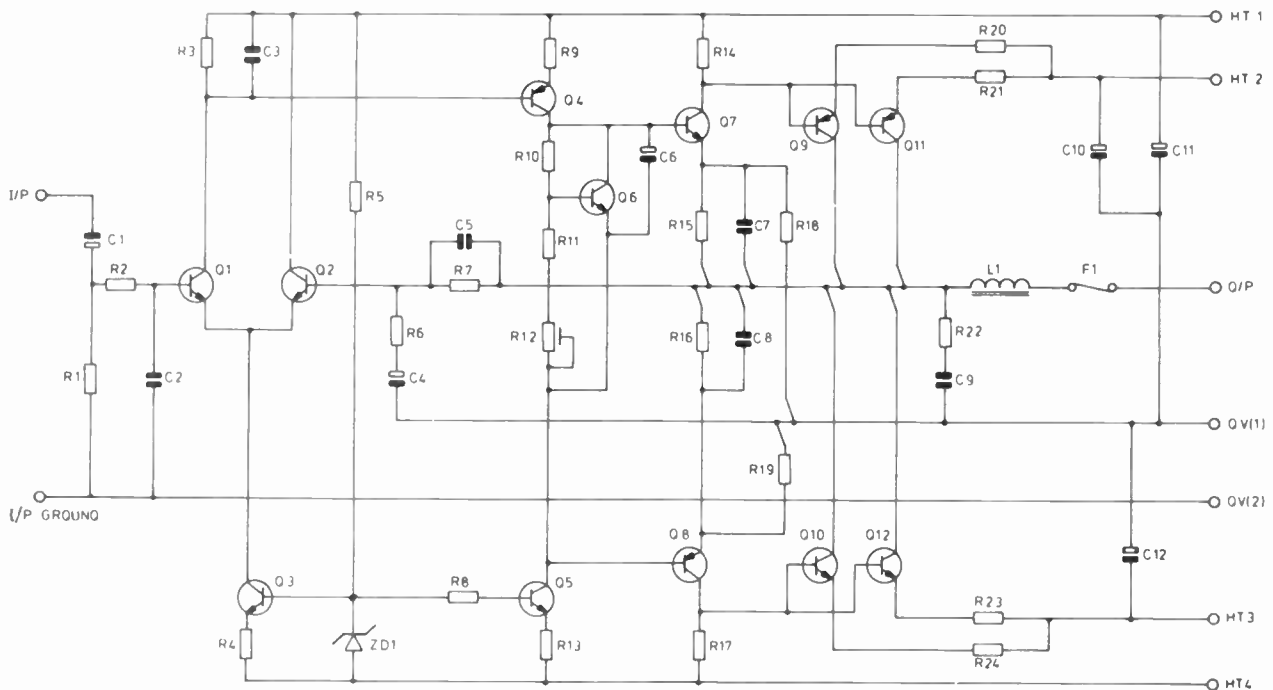 HT 1
R3
C3
R9
R14
R20
HT 2
R21
Q4
Q7
Q9
Q11
C10
C11
R10
C6
I/P
R5
Q6
C1
C5
R11
R15
C7
R18
R2
Q1
Q2
R7
L1
F1
O/P
R6
R12
R16
C8
R22
R1
C2
C4
C9
0V(1)
R19
0V(2)
I/P GROUND
Q8
Q10
Q12
C12
Q3
R8
Q5
R4
ZD1
R13
R17
R23
HT3
R24
HT4